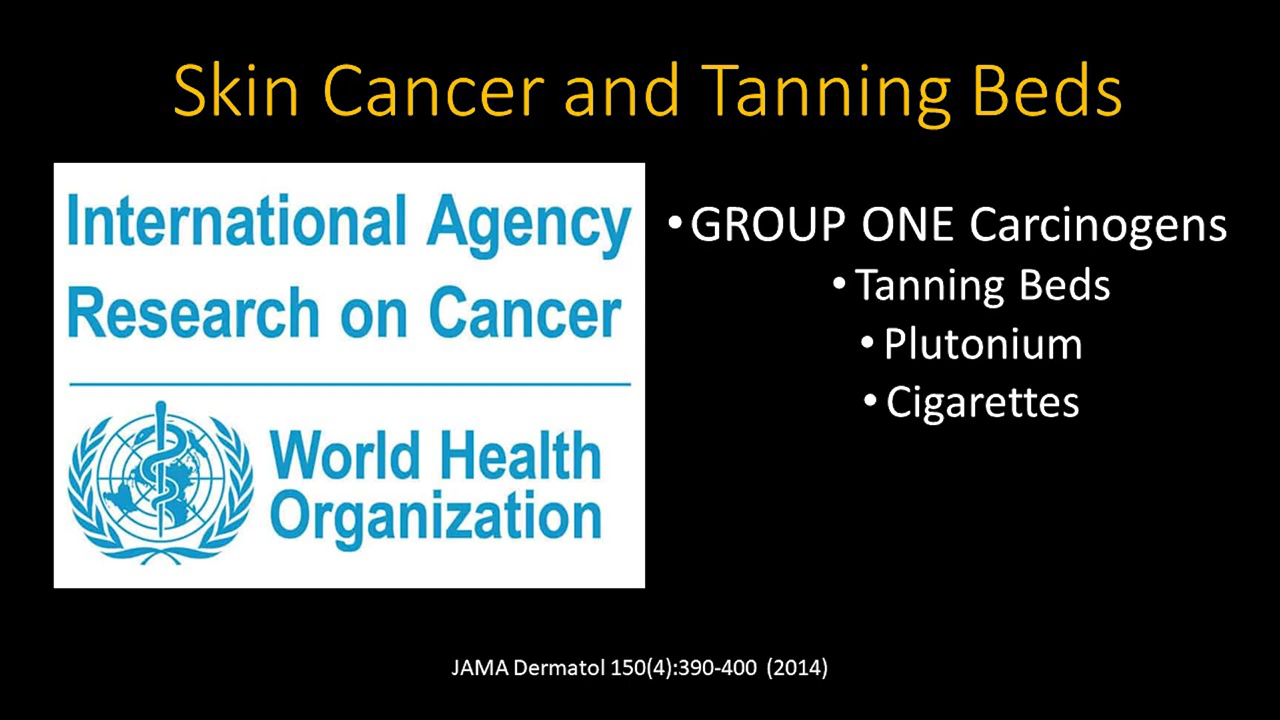 Skin Cancer and Tanning Beds
International Agency
Research on Cancer
World Health
Organization
•GROUP ONE Carcinogens
•Tanning Beds
•Plutonium
•Cigarettes
JAMA Dermatol 150(4):390-400 (2014)